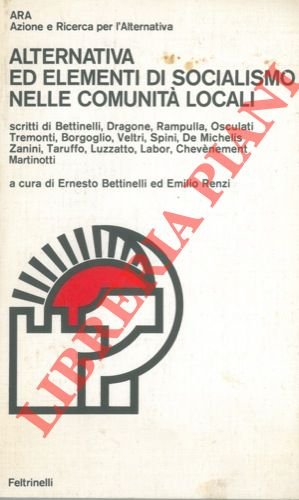 ARA
Azione e Ricerca per l'Alternativa
ALTERNATIVA
ED ELEMENTI DI SOCIALISMO
NELLE COMUNITÀ LOCALI
scritti di Bettinelli, Dragone, Rampulla, Osculati
Tremonti, Borgoglio, Veltri, Spini, De Michelis
Zanini, Taruffo, Luzzatto, Labor, Chevènement
Martinotti
a cura di Ernesto Bettinelli ed Emilio Renzi
LIBRERIA PIANI
Feltrinelli